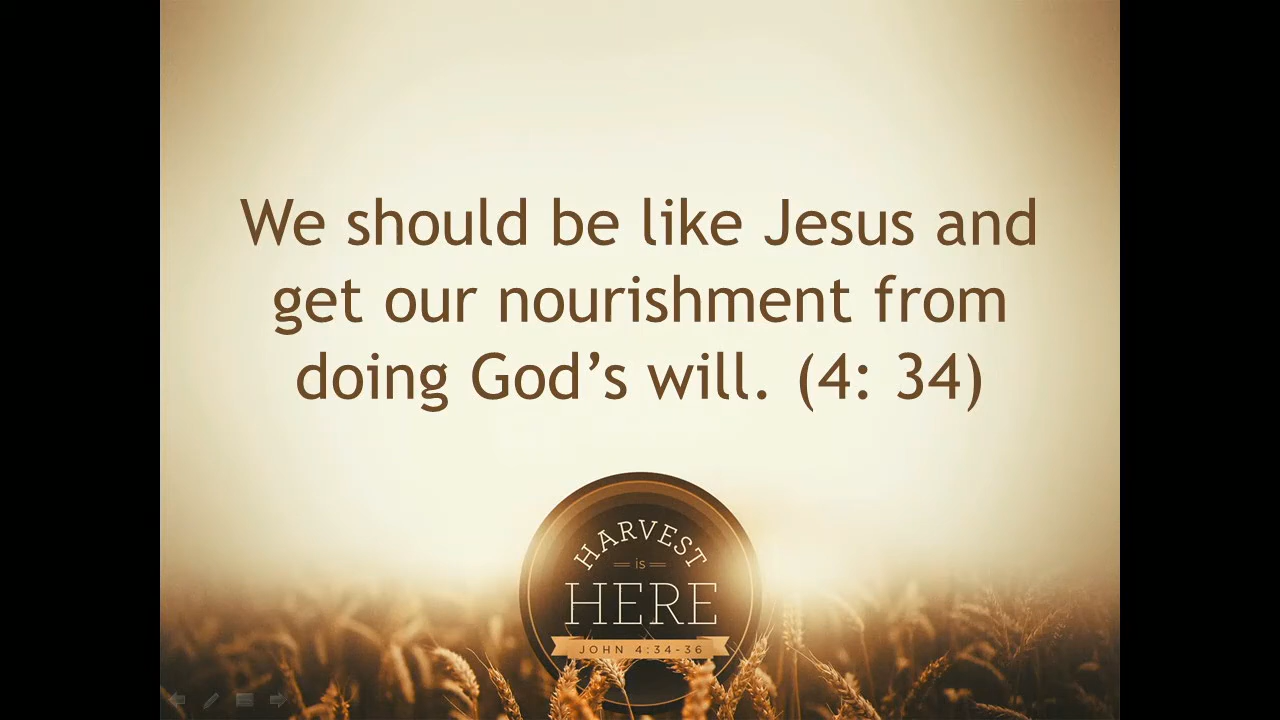 We should be like Jesus and
get our nourishment from
doing God’s will. (4: 34)
HARVEST
is
HERE
JOHN 4:34-36